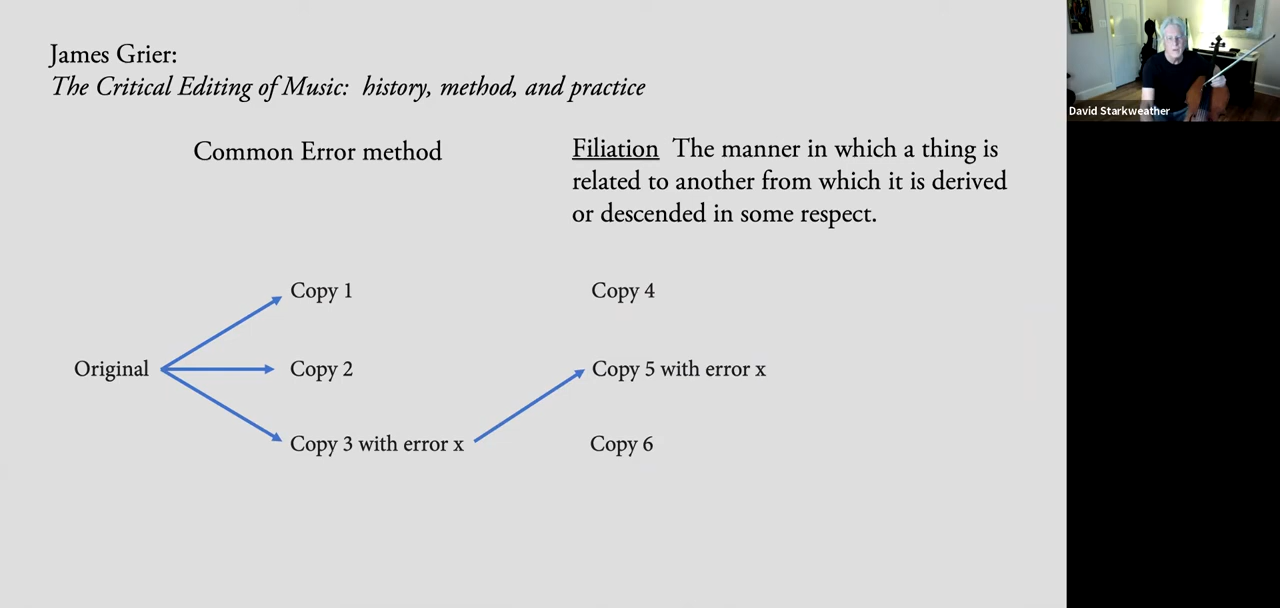 James Grier:
The Critical Editing of Music: history, method, and practice
Common Error method
Filiation The manner in which a thing is
related to another from which it is derived
or descended in some respect.
Copy 1
Copy 4
Original
Copy 2
Copy 5 with error x
Copy 3 with error x
Copy 6
David Starkweather